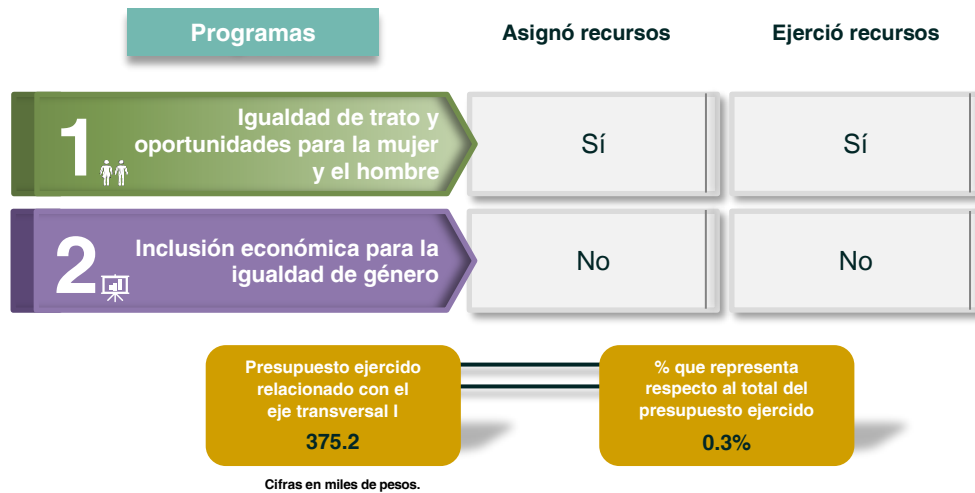 Programas
Asignó recursos
Ejerció recursos
1
Igualdad de trato y
oportunidades para la mujer
y el hombre
Sí
Sí
2
Inclusión económica para la
igualdad de género
No
No
Presupuesto ejercido
relacionado con el
eje transversal I
375.2
% que representa
respecto al total del
presupuesto ejercido
0.3%
Cifras en miles de pesos.